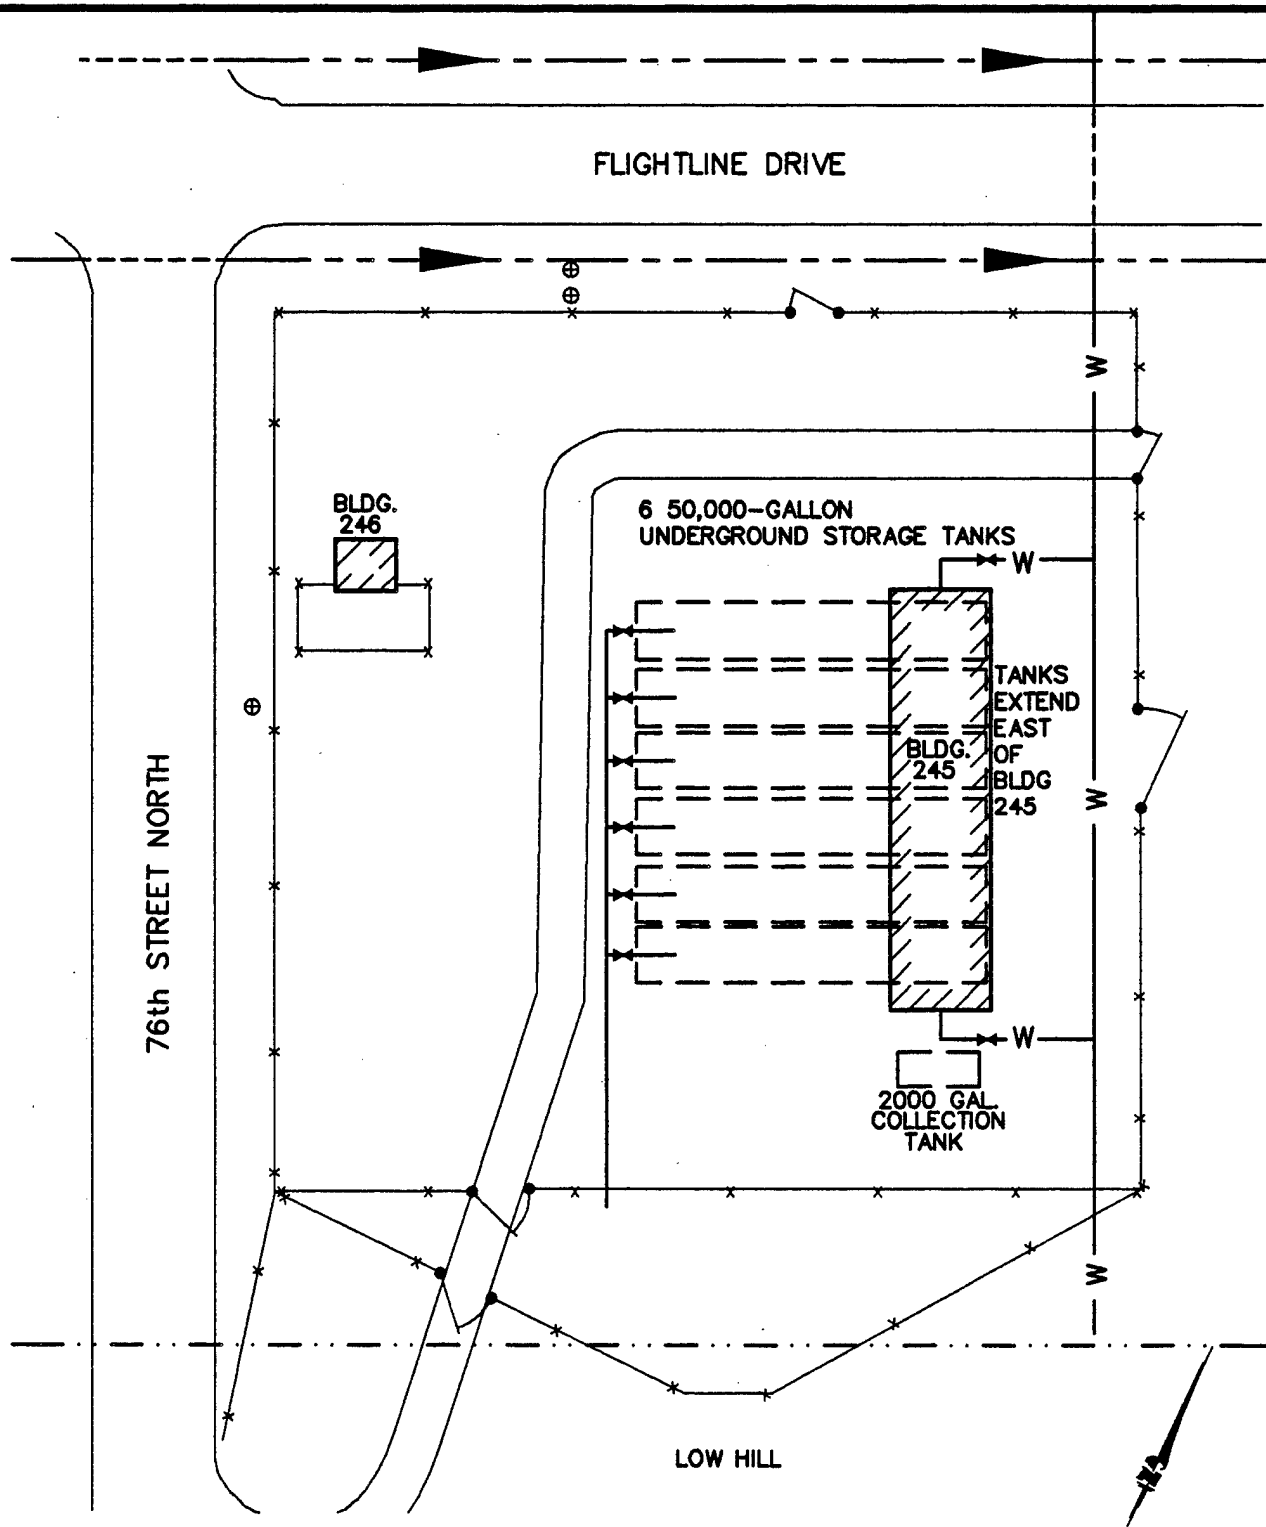 FLIGHTLINE DRIVE
W
BLDG.
246
6 50,000-GALLON
UNDERGROUND STORAGE TANKS
W
TANKS
EXTEND
EAST
OF
BLDG
245
BLDG.
245
W
76th STREET NORTH
W
2000 GAL.
COLLECTION
TANK
W
LOW HILL